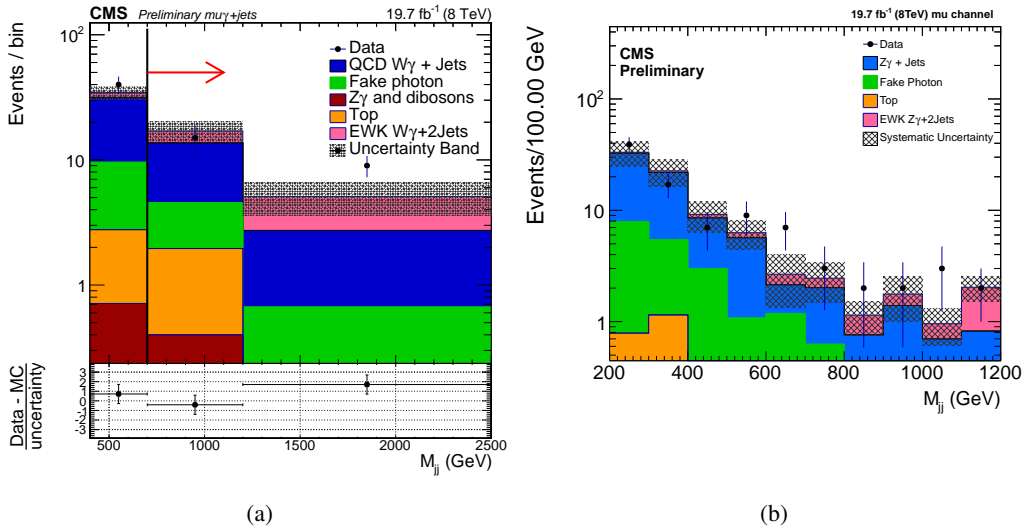 CMS Preliminary muγ+jets 19.7 fb⁻¹ (8 TeV)
Events / bin
10²
10
1
Data
QCD Wγ + Jets
Fake photon
Zγ and dibosons
Top
EWK Wγ+2Jets
Uncertainty Band
Data - MC
uncertainty
3
2
1
0
-1
-2
-3
500 1000 1500 2000 2500
M_jj (GeV)
(a)
19.7 fb⁻¹ (8TeV) mu channel
CMS
Preliminary
Events/100.00 GeV
10²
10
1
Data
Zγ + Jets
Fake Photon
Top
EWK Zγ+2Jets
Systematic Uncertainty
200 400 600 800 1000 1200
M_jj (GeV)
(b)